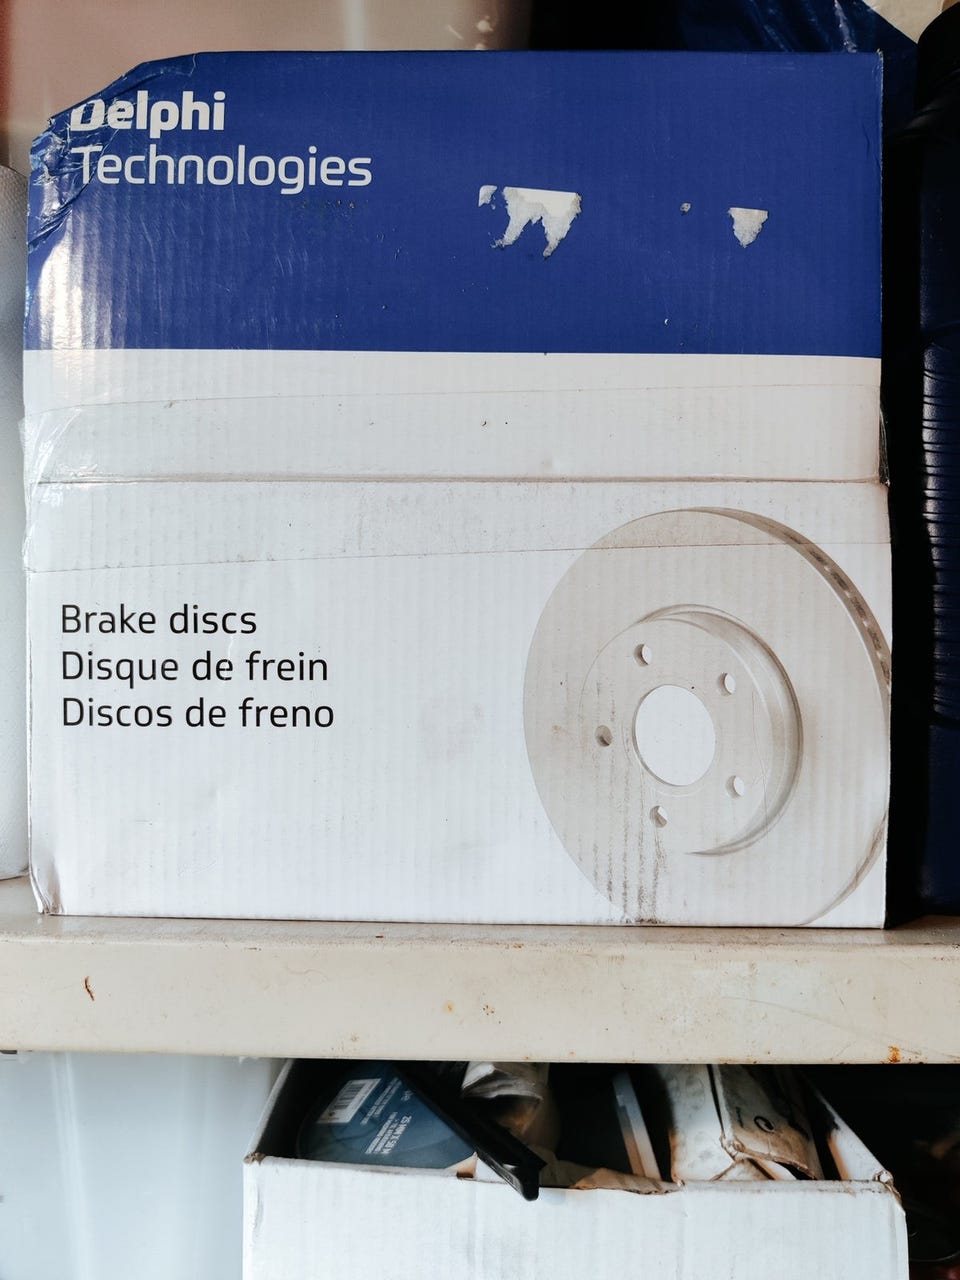 Delphi
Technologies
Brake discs
Disque de frein
Discos de freno